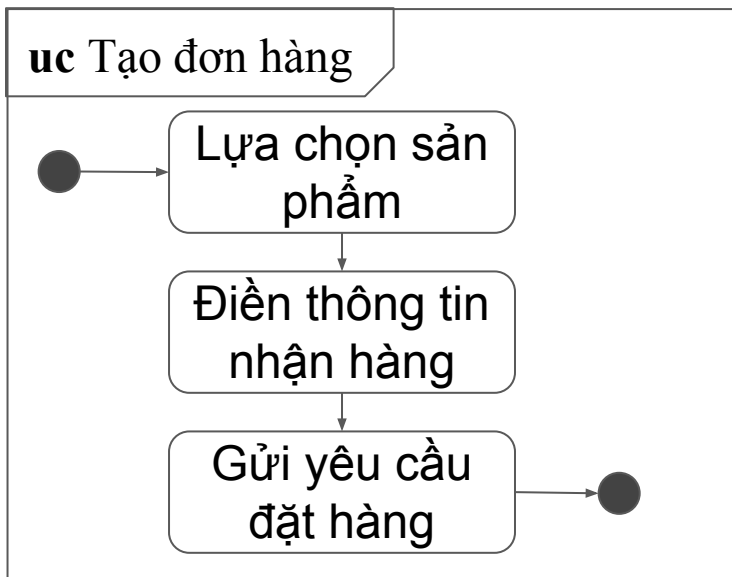 uc Tạo đơn hàng
Lựa chọn sản
phẩm
Điền thông tin
nhận hàng
Gửi yêu cầu
đặt hàng